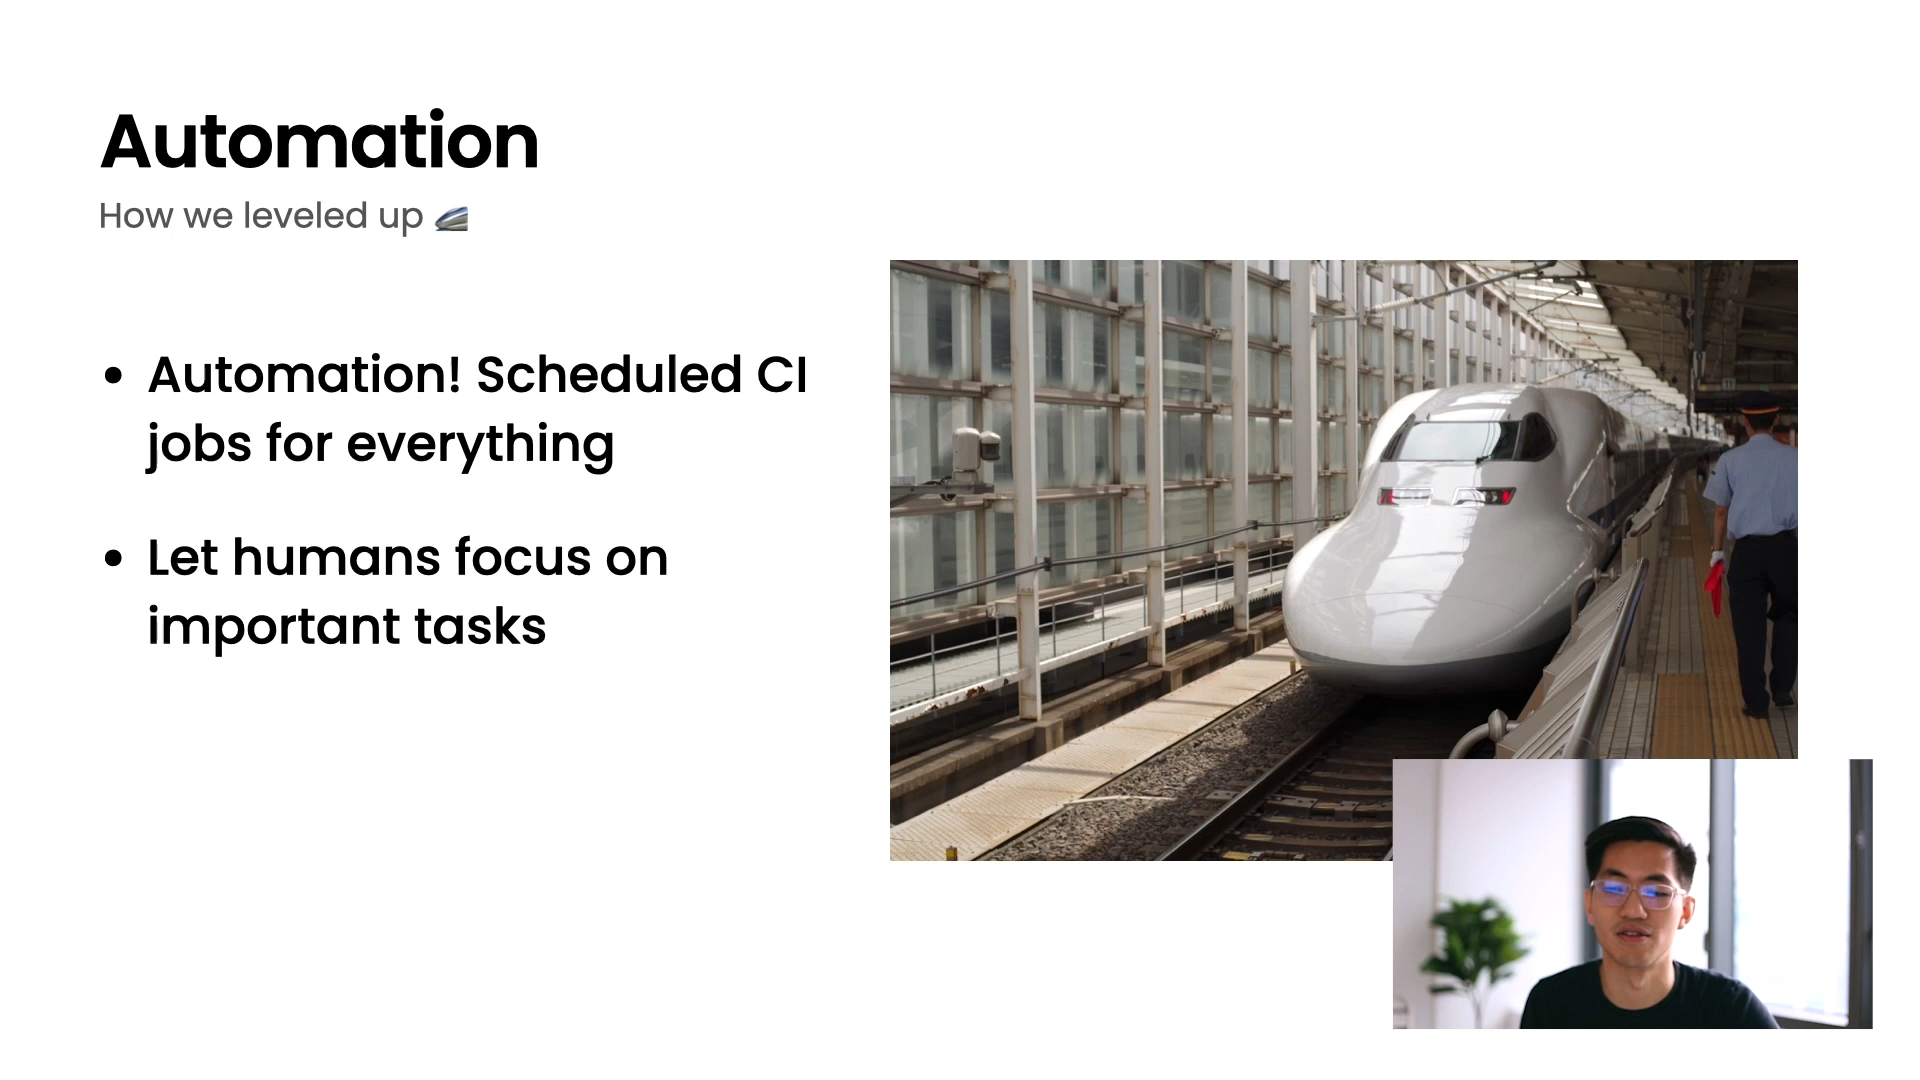 Automation
How we leveled up 🚄
• Automation! Scheduled CI
jobs for everything
• Let humans focus on
important tasks